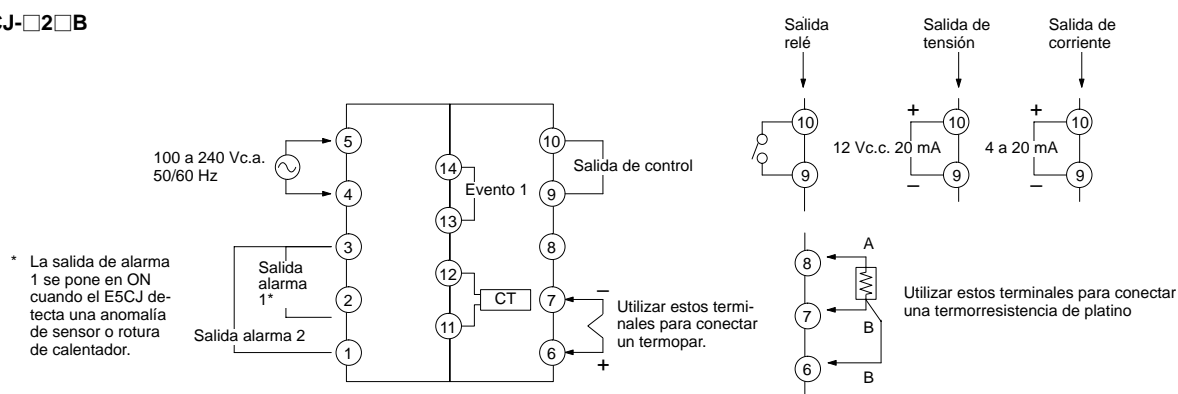 CJ-□2□B
Salida
relé
Salida de
tensión
Salida de
corriente
100 a 240 Vc.a.
50/60 Hz
5
4
3
2
1
14
13
12
11
Evento 1
CT
10
9
8
7
6
Salida de control
Salida
alarma
1*
Salida alarma 2
* La salida de alarma
1 se pone en ON
cuando el E5CJ de-
tecta una anomalía
de sensor o rotura
de calentador.
–
+
Utilizar estos termi-
nales para conectar
un termopar.
10
9
+
10
12 Vc.c. 20 mA
9
–
+
10
4 a 20 mA
9
–
8
7
6
A
B
B
Utilizar estos terminales para conectar
una termorresistencia de platino